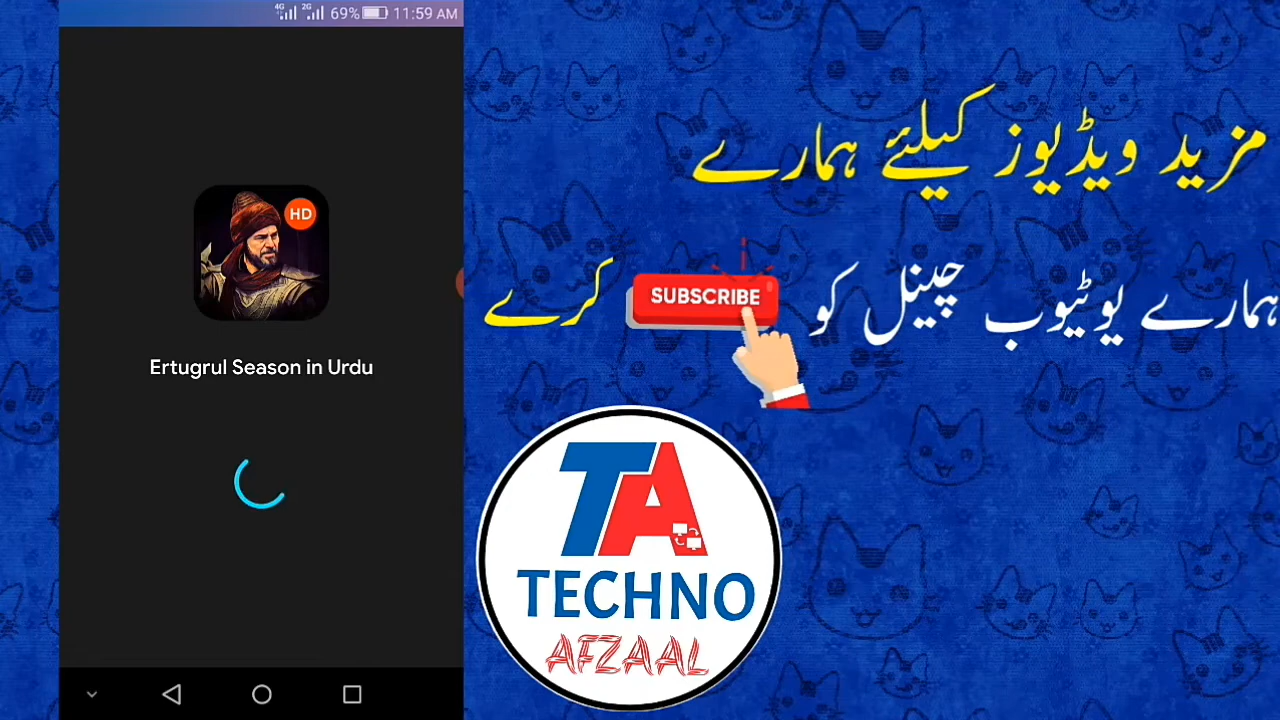 4G 2G 69% 11:59 AM
HD
Ertugrul Season in Urdu
مزید ویڈیوز کیلئے ہمارے
ہمارے یوٹیوب چینل کو SUBSCRIBE کرے
TA
TECHNO
AFZAAL